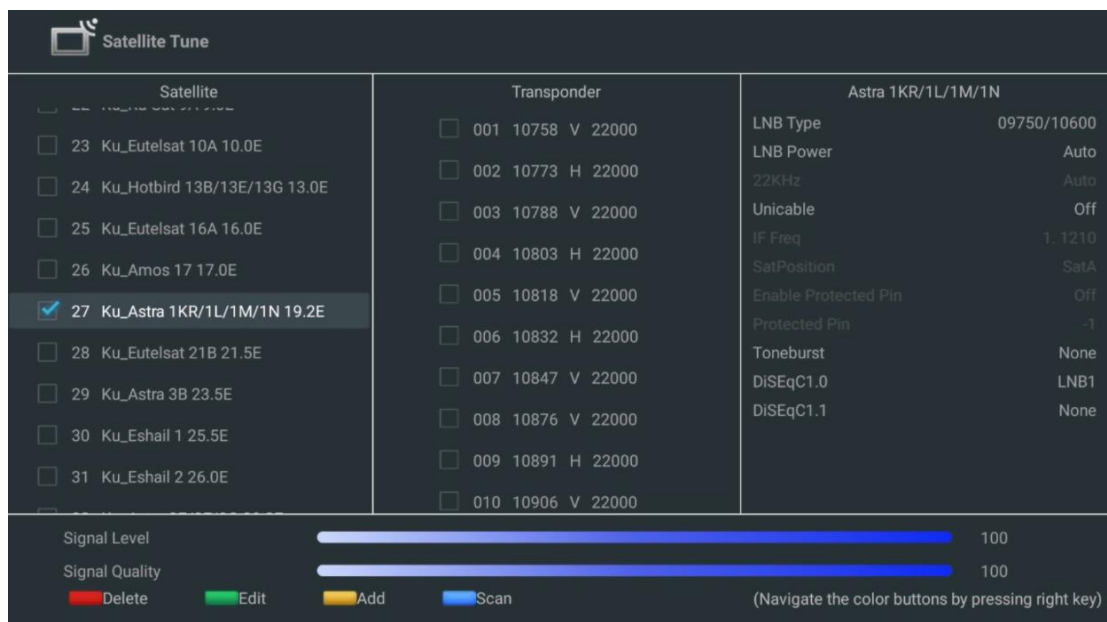 Satellite Tune
Satellite
23 Ku_Eutelsat 10A 10.0E
24 Ku_Hotbird 13B/13E/13G 13.0E
25 Ku_Eutelsat 16A 16.0E
26 Ku_Amos 17 17.0E
27 Ku_Astra 1KR/1L/1M/1N 19.2E
28 Ku_Eutelsat 21B 21.5E
29 Ku_Astra 3B 23.5E
30 Ku_Eshail 1 25.5E
31 Ku_Eshail 2 26.0E
Transponder
001 10758 V 22000
002 10773 H 22000
003 10788 V 22000
004 10803 H 22000
005 10818 V 22000
006 10832 H 22000
007 10847 V 22000
008 10876 V 22000
009 10891 H 22000
010 10906 V 22000
Astra 1KR/1L/1M/1N
LNB Type 09750/10600
LNB Power Auto
22KHz Auto
Unicable Off
IF Freq 1. 1210
SatPosition SatA
Enable Protected Pin Off
Protected Pin -1
Toneburst None
DiSEqC1.0 LNB1
DiSEqC1.1 None
Signal Level 100
Signal Quality 100
Delete Edit Add Scan (Navigate the color buttons by pressing right key)